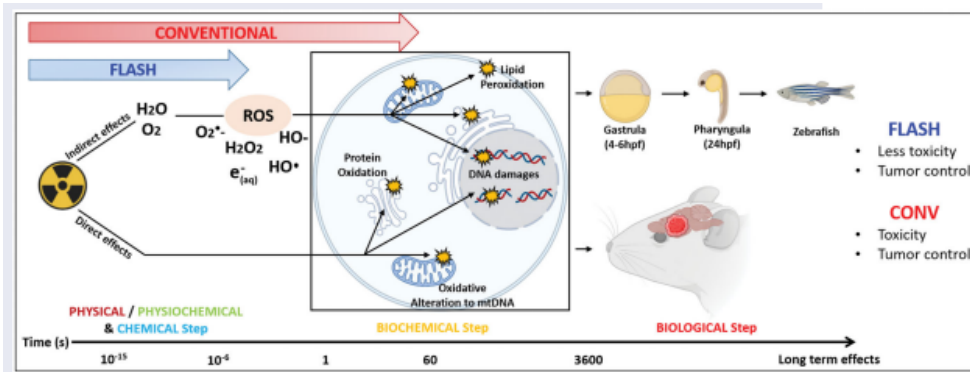 CONVENTIONAL
FLASH
Indirect effects
H2O
O2
ROS
O2•-
H2O2
e-(aq)
HO-
HO•
Direct effects
Lipid
Peroxidation
Protein
Oxidation
DNA damages
Oxidative
Alteration to mtDNA
Gastrula
(4-6hpf)
Pharyngula
(24hpf)
Zebrafish
FLASH
• Less toxicity
• Tumor control
CONV
• Toxicity
• Tumor control
PHYSICAL / PHYSIOCHEMICAL
& CHEMICAL Step
BIOCHEMICAL Step
BIOLOGICAL Step
Time (s)
10-15 10-6 1 60 3600 Long term effects